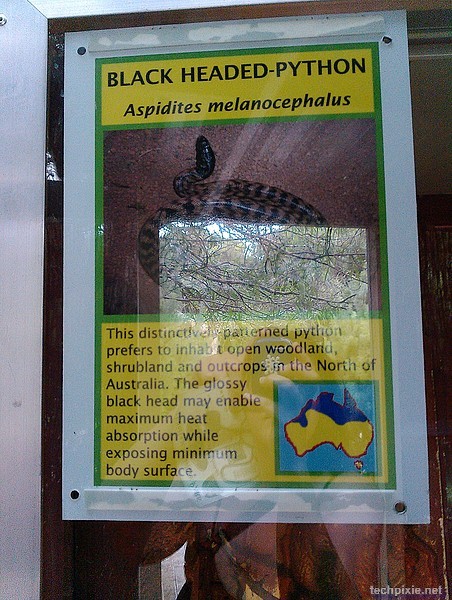 BLACK HEADED-PYTHON
Aspidites melanocephalus
This distinctively patterned python
prefers to inhabit open woodland,
shrubland and outcrops in the North of
Australia. The glossy
black head may enable
maximum heat
absorption while
exposing minimum
body surface.
techpixie.net